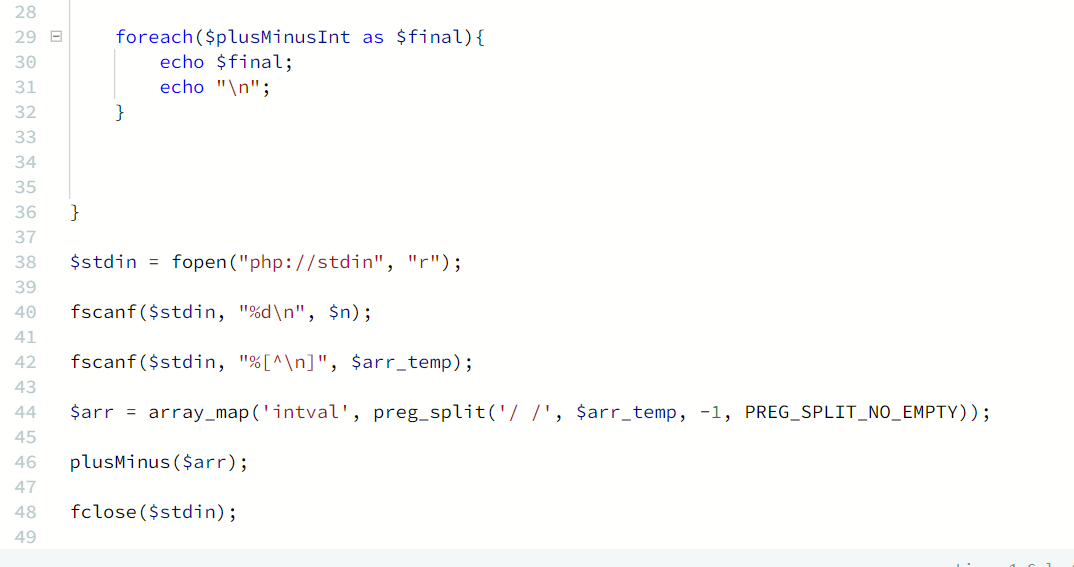 28
29 foreach($plusMinusInt as $final){
30 echo $final;
31 echo "\n";
32 }
33
34
35
36 }
37
38 $stdin = fopen("php://stdin", "r");
39
40 fscanf($stdin, "%d\n", $n);
41
42 fscanf($stdin, "%[^\n]", $arr_temp);
43
44 $arr = array_map('intval', preg_split('/ /', $arr_temp, -1, PREG_SPLIT_NO_EMPTY));
45
46 plusMinus($arr);
47
48 fclose($stdin);
49